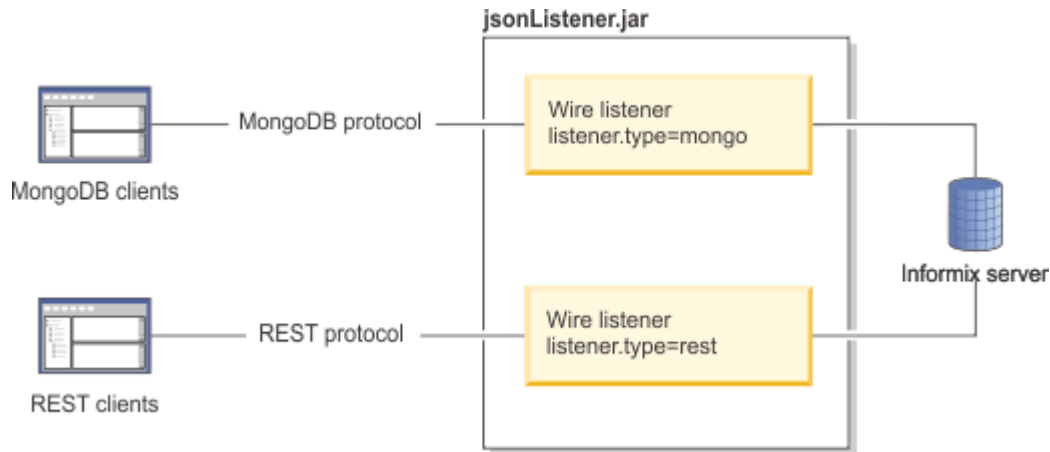 jsonListener.jar
Wire listener
listener.type=mongo
MongoDB protocol
MongoDB clients
Informix server
Wire listener
listener.type=rest
REST protocol
REST clients